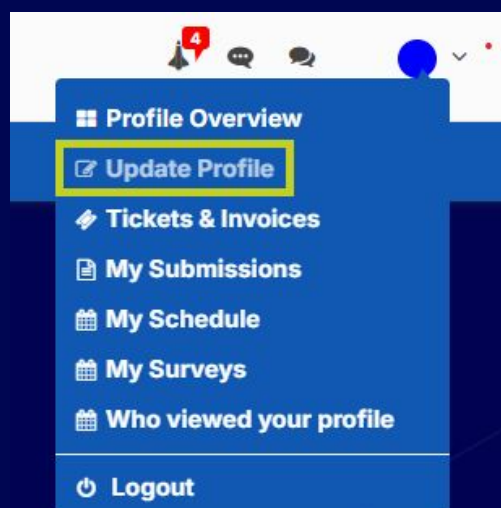 4
Profile Overview
Update Profile
Tickets & Invoices
My Submissions
My Schedule
My Surveys
Who viewed your profile
Logout